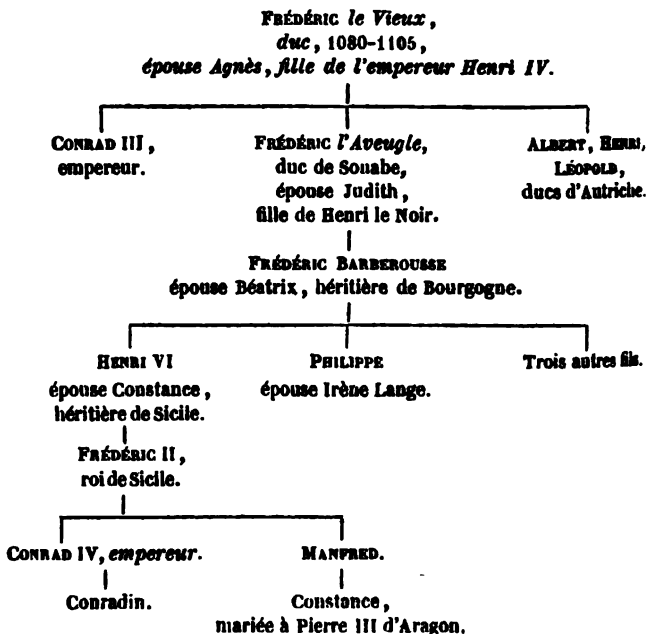 FRÉDÉRIC le Vieux,
duc, 1080-1105,
épouse Agnès, fille de l'empereur Henri IV.
CONRAD III,
empereur.
FRÉDÉRIC l'Aveugle,
duc de Souabe,
épouse Judith,
fille de Henri le Noir.
ALBERT, HENRI,
LÉOPOLD,
ducs d'Autriche.
FRÉDÉRIC BARBEROUSSE
épouse Béatrix, héritière de Bourgogne.
HENRI VI
épouse Constance,
héritière de Sicile.
PHILIPPE
épouse Irène Lange.
Trois autres fils.
FRÉDÉRIC II,
roi de Sicile.
CONRAD IV, empereur.
MANFRED.
Conradin.
Constance,
mariée à Pierre III d'Aragon.